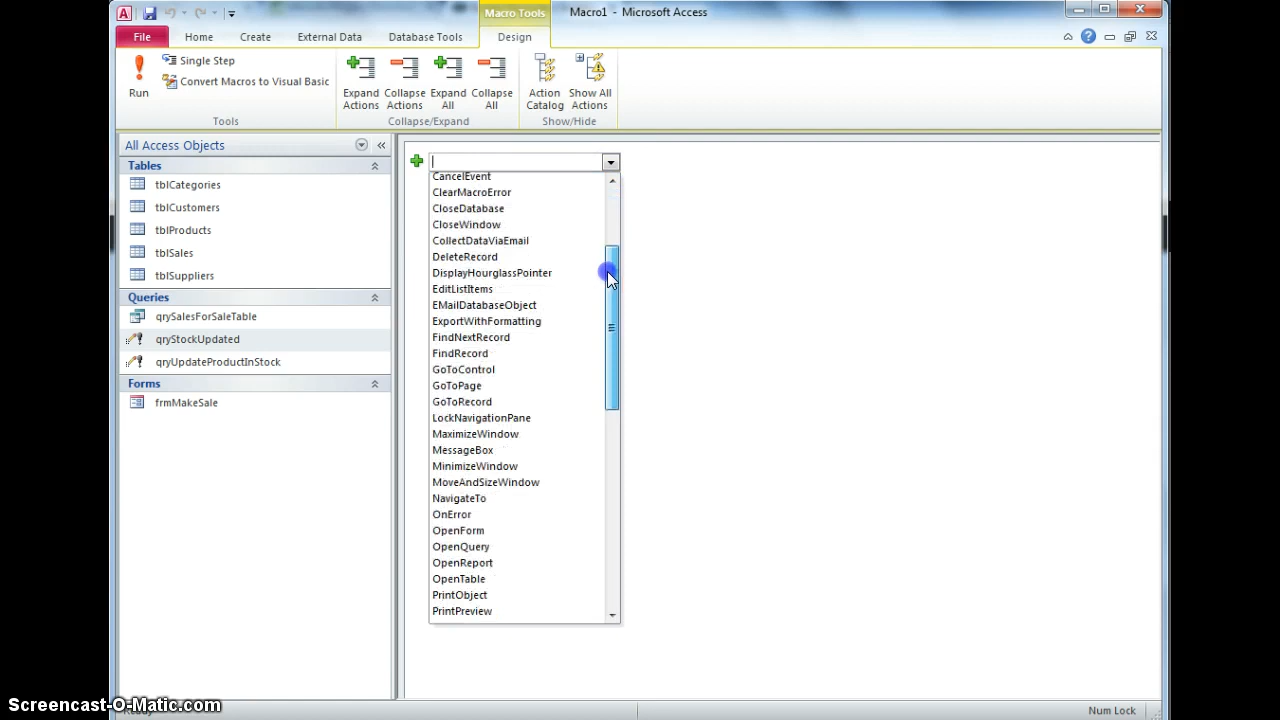 A
Macro Tools
Macro1 - Microsoft Access
File
Home
Create
External Data
Database Tools
Design
Run
Single Step
Convert Macros to Visual Basic
Expand Actions
Collapse Actions
Expand All
Collapse All
Action Catalog
Show All Actions
Tools
Collapse/Expand
Show/Hide
All Access Objects
Tables
tblCategories
tblCustomers
tblProducts
tblSales
tblSuppliers
Queries
qrySalesForSaleTable
qryStockUpdated
qryUpdateProductInStock
Forms
frmMakeSale
CancelEvent
ClearMacroError
CloseDatabase
CloseWindow
CollectDataViaEmail
DeleteRecord
DisplayHourglassPointer
EditListItems
EMailDatabaseObject
ExportWithFormatting
FindNextRecord
FindRecord
GoToControl
GoToPage
GoToRecord
LockNavigationPane
MaximizeWindow
MessageBox
MinimizeWindow
MoveAndSizeWindow
NavigateTo
OnError
OpenForm
OpenQuery
OpenReport
OpenTable
PrintObject
PrintPreview
Screencast-O-Matic.com
Num Lock